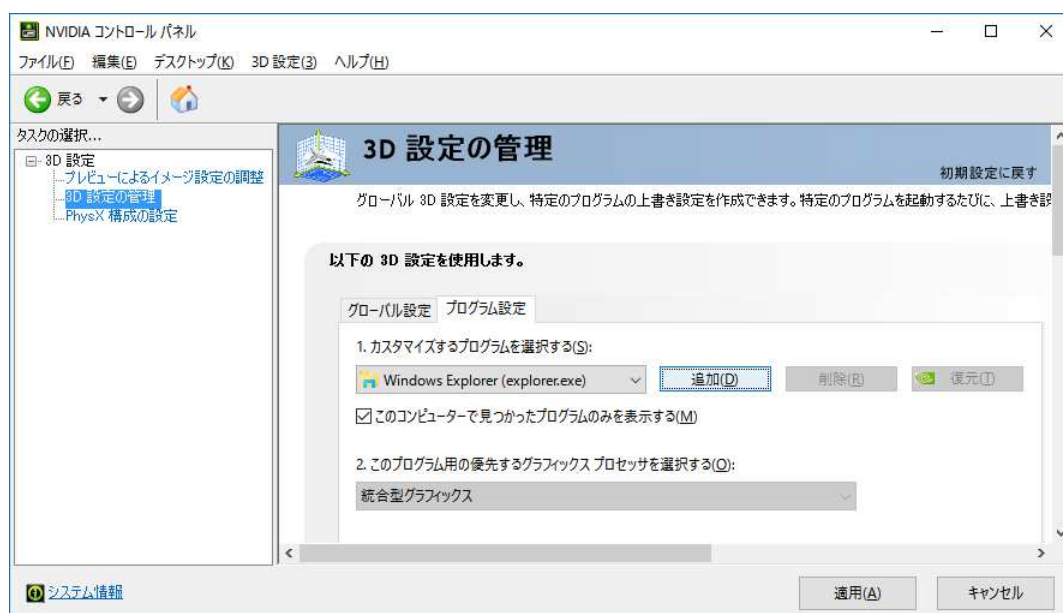 NVIDIA コントロール パネル
ファイル(F) 編集(E) デスクトップ(K) 3D 設定(3) ヘルプ(H)
戻る
タスクの選択...
3D 設定
プレビューによるイメージ設定の調整
3D 設定の管理
PhysX 構成の設定
3D 設定の管理
初期設定に戻す
グローバル 3D 設定を変更し、特定のプログラムの上書き設定を作成できます。特定のプログラムを起動するたびに、上書き設
以下の 3D 設定を使用します。
グローバル設定 プログラム設定
1. カスタマイズするプログラムを選択する(S):
Windows Explorer (explorer.exe) 追加(D) 削除(R) 復元(T)
このコンピューターで見つかったプログラムのみを表示する(M)
2. このプログラム用の優先するグラフィックス プロセッサを選択する(O):
統合型グラフィックス
システム情報
適用(A) キャンセル